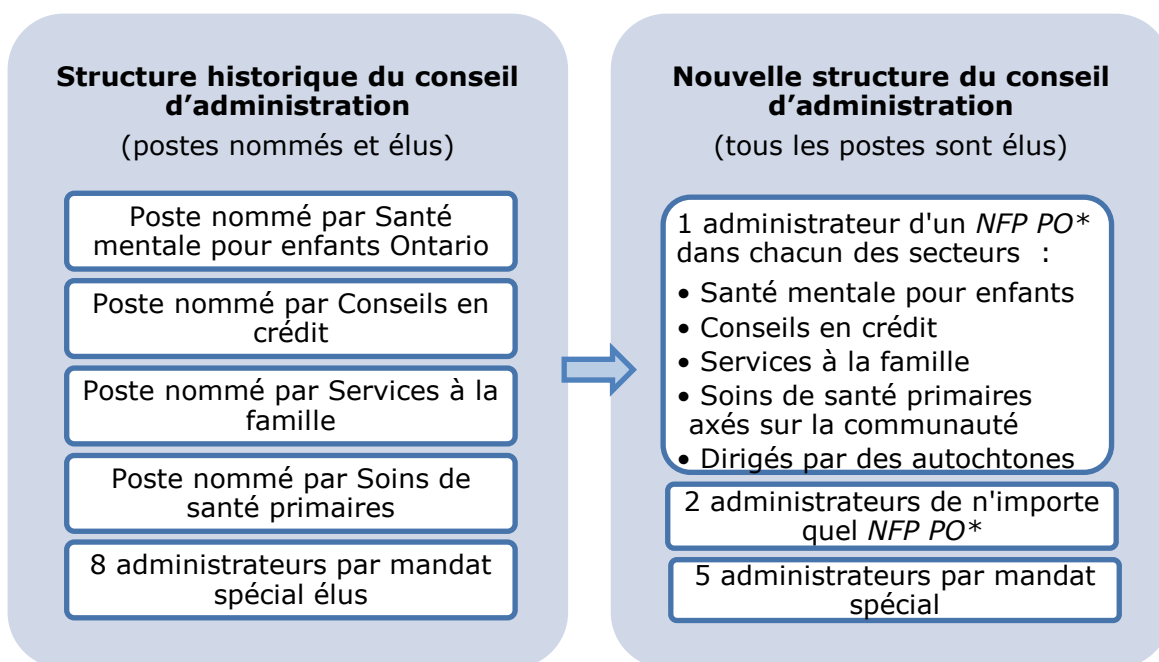 Structure historique du conseil
d’administration
(postes nommés et élus)
Poste nommé par Santé
mentale pour enfants Ontario
Poste nommé par Conseils en
crédit
Poste nommé par Services à la
famille
Poste nommé par Soins de
santé primaires
8 administrateurs par mandat
spécial élus
Nouvelle structure du conseil
d’administration
(tous les postes sont élus)
1 administrateur d'un NFP PO*
dans chacun des secteurs :
• Santé mentale pour enfants
• Conseils en crédit
• Services à la famille
• Soins de santé primaires
axés sur la communauté
• Dirigés par des autochtones
2 administrateurs de n'importe
quel NFP PO*
5 administrateurs par mandat
spécial